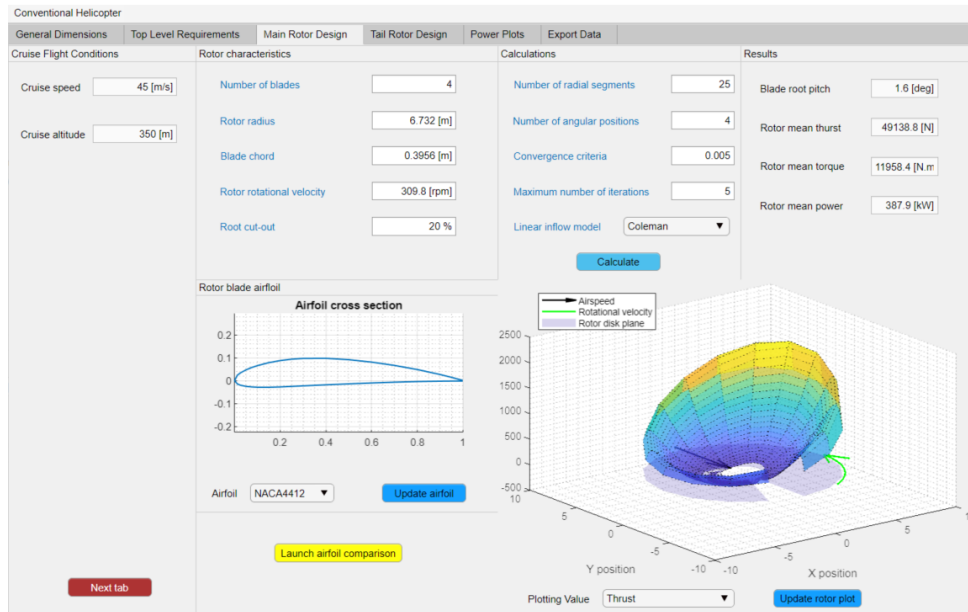 Conventional Helicopter
General Dimensions Top Level Requirements Main Rotor Design Tail Rotor Design Power Plots Export Data
Cruise Flight Conditions
Cruise speed 45 [m/s]
Cruise altitude 350 [m]
Next tab
Rotor characteristics
Number of blades 4
Rotor radius 6.732 [m]
Blade chord 0.3956 [m]
Rotor rotational velocity 309.8 [rpm]
Root cut-out 20 %
Rotor blade airfloil
Airfoil cross section
0.2
0.1
0
-0.1
-0.2
0.2 0.4 0.6 0.8 1
Airfoil NACA4412 Update airfoil
Launch airfoil comparison
Calculations
Number of radial segments 25
Number of angular positions 4
Convergence criteria 0.005
Maximum number of iterations 5
Linear inflow model Coleman
Calculate
Results
Blade root pitch 1.6 [deg]
Rotor mean thurst 49138.8 [N]
Rotor mean torque 11958.4 [N.m
Rotor mean power 387.9 [kW]
Airspeed
Rotational velocity
Rotor disk plane
2500
2000
1500
1000
500
0
-500
10
5
0
-5
-10
Y position
-10
-5
0
5
1
X position
Plotting Value Thrust Update rotor plot